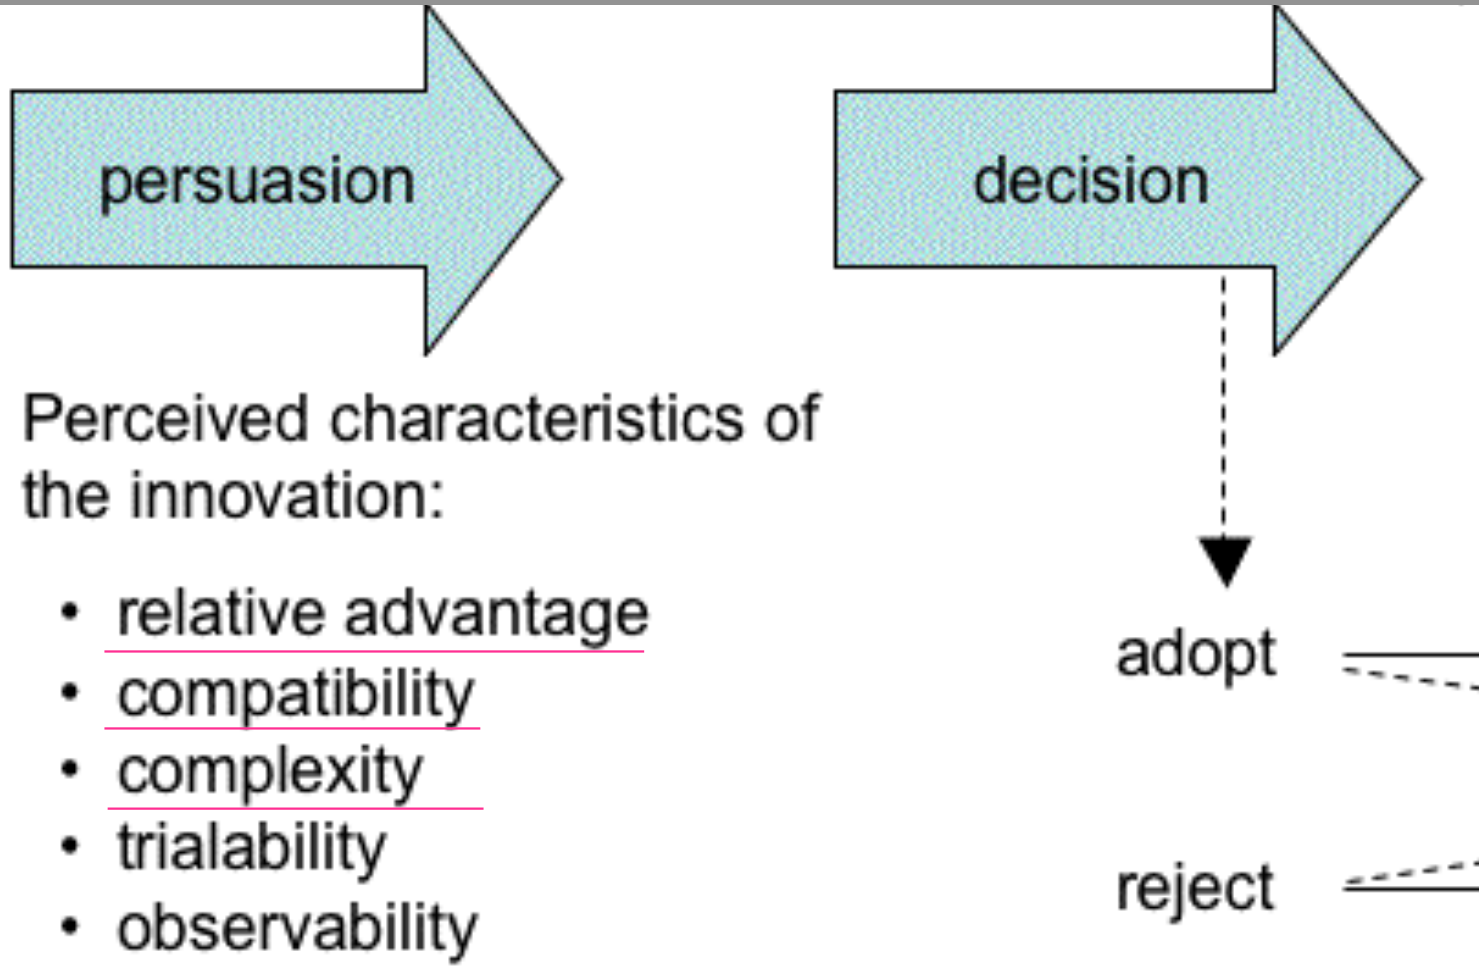 persuasion
decision
Perceived characteristics of
the innovation:
• relative advantage
• compatibility
• complexity
• trialability
• observability
adopt
reject